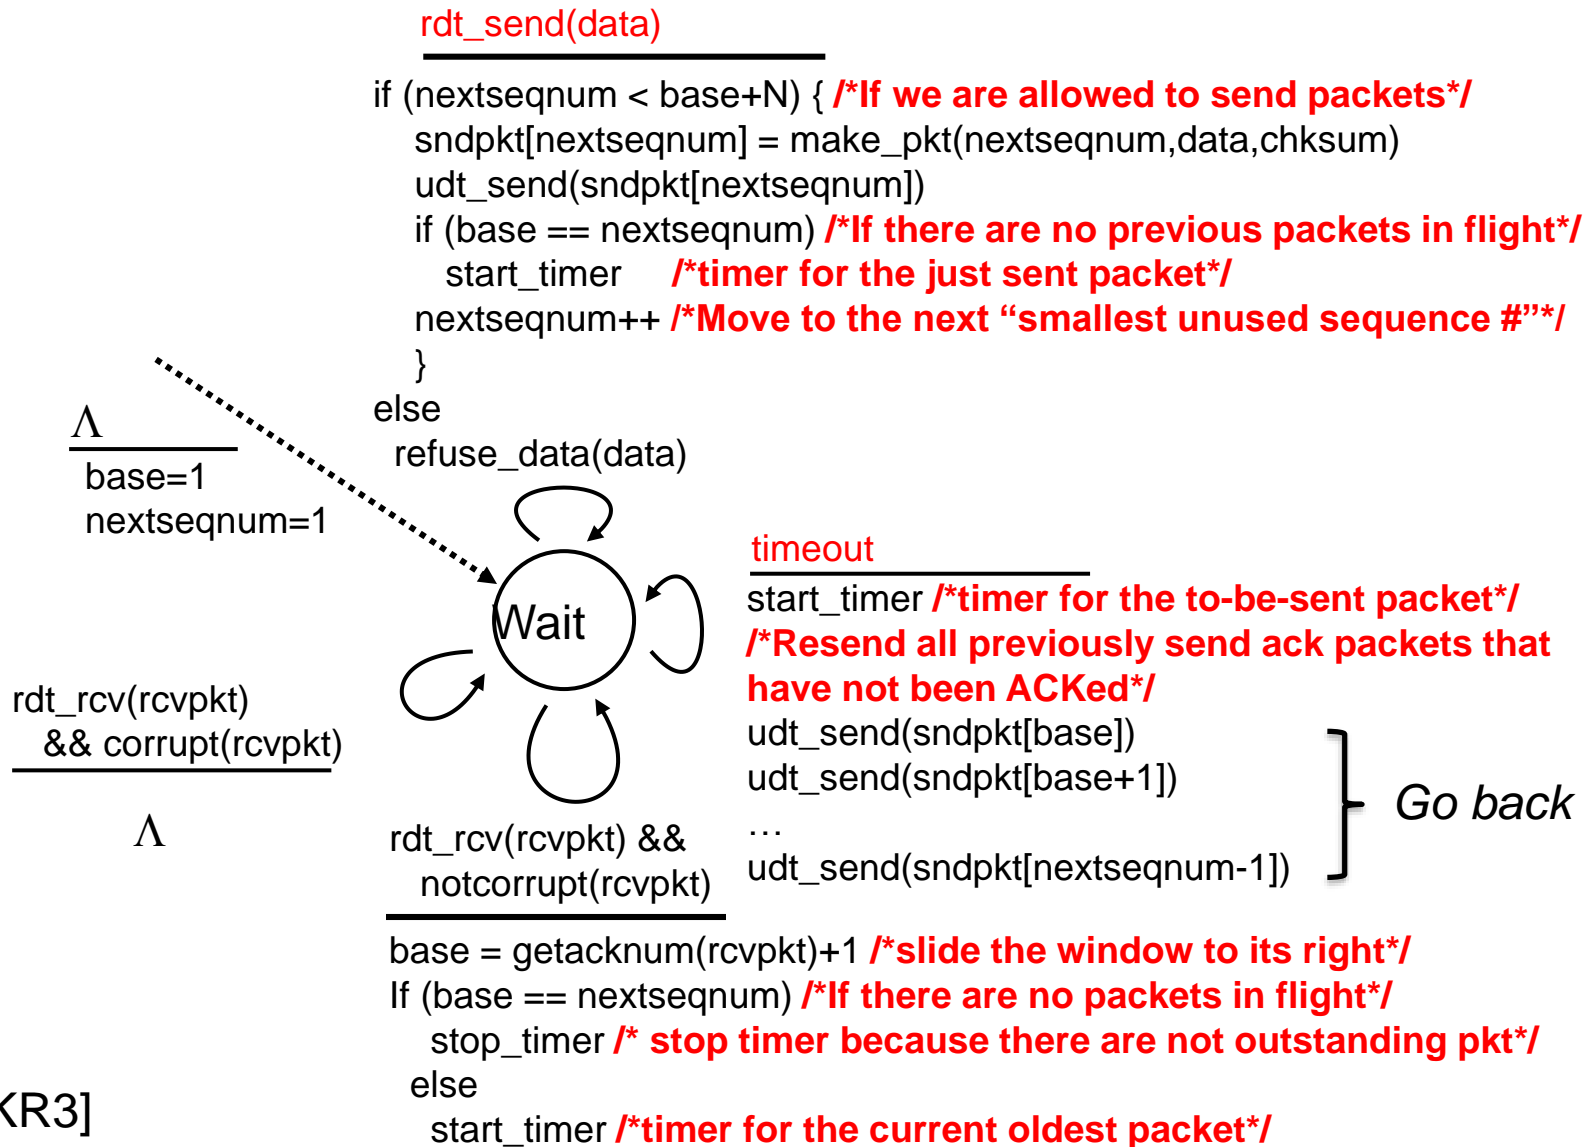 rdt_send(data)
if (nextseqnum < base+N) { /*If we are allowed to send packets*/
sndpkt[nextseqnum] = make_pkt(nextseqnum,data,chksum)
udt_send(sndpkt[nextseqnum])
if (base == nextseqnum) /*If there are no previous packets in flight*/
start_timer /*timer for the just sent packet*/
nextseqnum++ /*Move to the next “smallest unused sequence #”*/
}
else
refuse_data(data)
Λ
base=1
nextseqnum=1
Wait
timeout
start_timer /*timer for the to-be-sent packet*/
/*Resend all previously send ack packets that
have not been ACKed*/
udt_send(sndpkt[base])
udt_send(sndpkt[base+1])
…
udt_send(sndpkt[nextseqnum-1])
Go back
rdt_rcv(rcvpkt)
&& corrupt(rcvpkt)
Λ
rdt_rcv(rcvpkt) &&
notcorrupt(rcvpkt)
base = getacknum(rcvpkt)+1 /*slide the window to its right*/
If (base == nextseqnum) /*If there are no packets in flight*/
stop_timer /* stop timer because there are not outstanding pkt*/
else
start_timer /*timer for the current oldest packet*/
KR3]